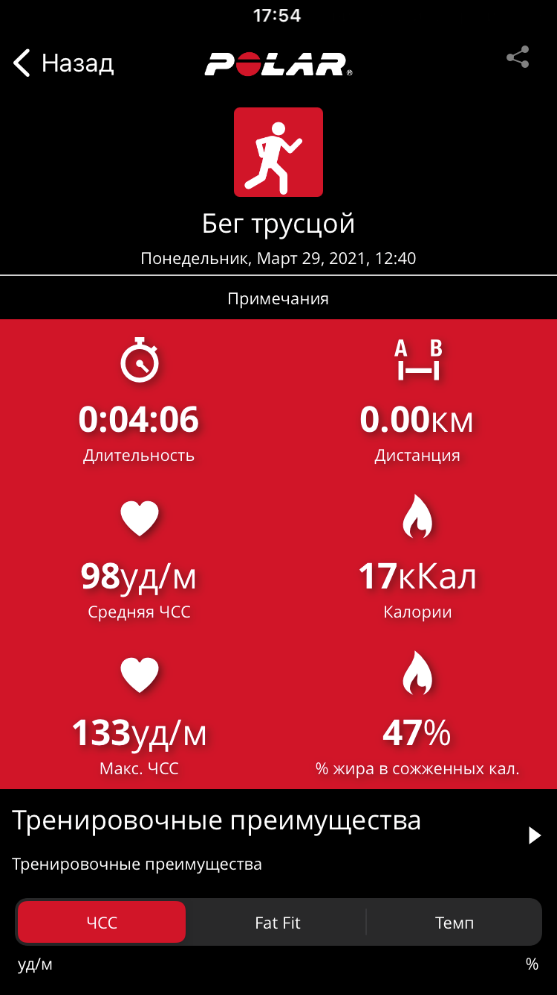 17:54
Назад
POLAR®
Бег трусцой
Понедельник, Март 29, 2021, 12:40
Примечания
A B
0:04:06 0.00км
Длительность Дистанция
98уд/м 17кКал
Средняя ЧСС Калории
133уд/м 47%
Макс. ЧСС % жира в сожженных кал.
Тренировочные преимущества
Тренировочные преимущества
ЧСС Fat Fit Темп
уд/м %